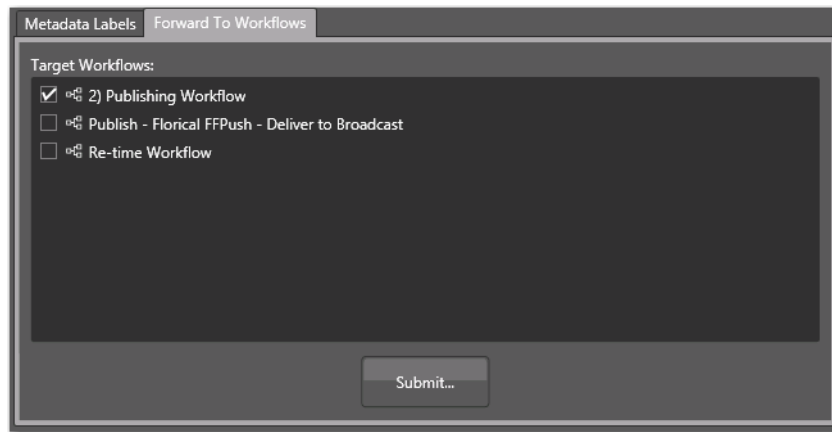 Metadata Labels
Forward To Workflows
Target Workflows:
2) Publishing Workflow
Publish - Florical FFPush - Deliver to Broadcast
Re-time Workflow
Submit...